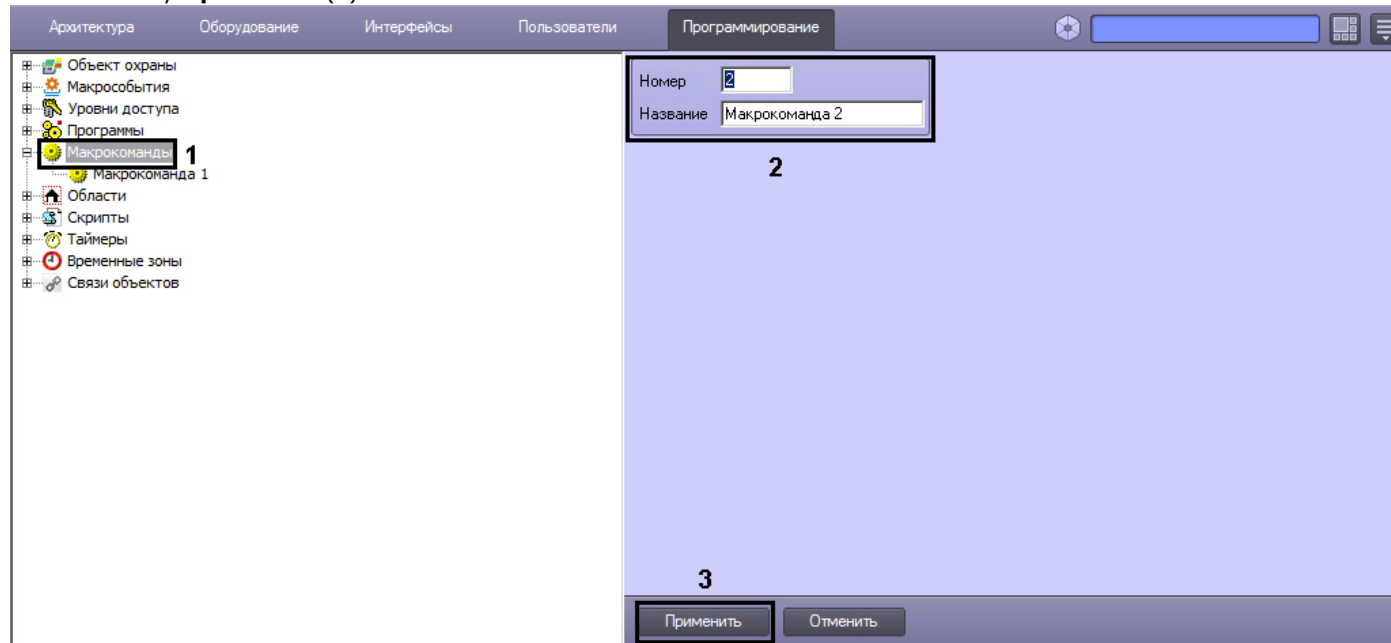 Архитектура Оборудование Интерфейсы Пользователи Программирование
Объект охраны
Макрособытия
Уровни доступа
Программы
Макрокоманды 1
Макрокоманда 1
Области
Скрипты
Таймеры
Временные зоны
Связи объектов
Номер 2
Название Макрокоманда 2
2
3
Применить Отменить